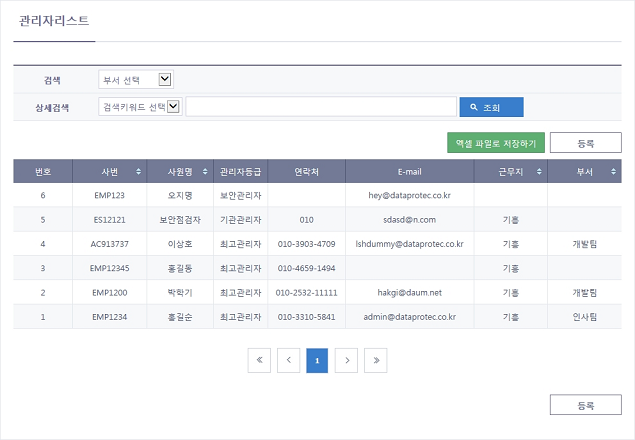 관리자리스트
검색 부서 선택
상세검색 검색키워드 선택 조회
엑셀 파일로 저장하기 등록
번호 사번 사원명 관리자등급 연락처 E-mail 근무지 부서
6 EMP123 오지명 보안관리자 hey@dataprotec.co.kr
5 ES12121 보안점검자 기관관리자 010 sdasd@n.com 기흥
4 AC913737 이상호 최고관리자 010-3903-4709 lshdummy@dataprotec.co.kr 기흥 개발팀
3 EMP12345 홍길동 최고관리자 010-4659-1494 기흥
2 EMP1200 박학기 최고관리자 010-2532-11111 hakgi@daum.net 기흥 개발팀
1 EMP1234 홍길순 최고관리자 010-3310-5841 admin@dataprotec.co.kr 기흥 인사팀
1
등록